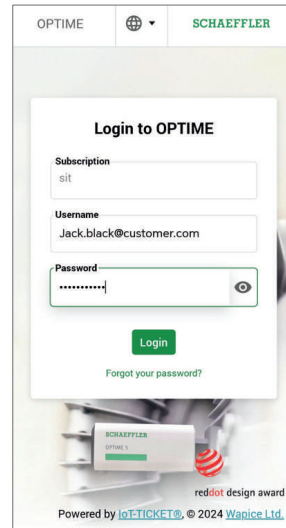 OPTIME
SCHAEFFLER
Login to OPTIME
Subscription
sit
Username
Jack.black@customer.com
Password
•••••••••••
Login
Forgot your password?
SCHAEFFLER
OPTIME 5
reddot design award
Powered by IoT-TICKET®, © 2024 Wapice Ltd.